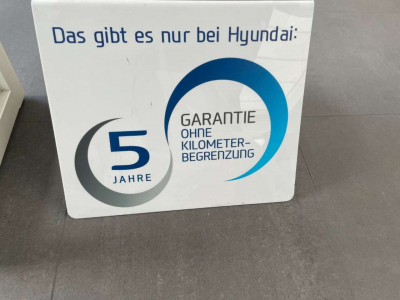 Das gibt es nur bei Hyundai:
5
JAHRE
GARANTIE
OHNE
KILOMETER-
BEGRENZUNG